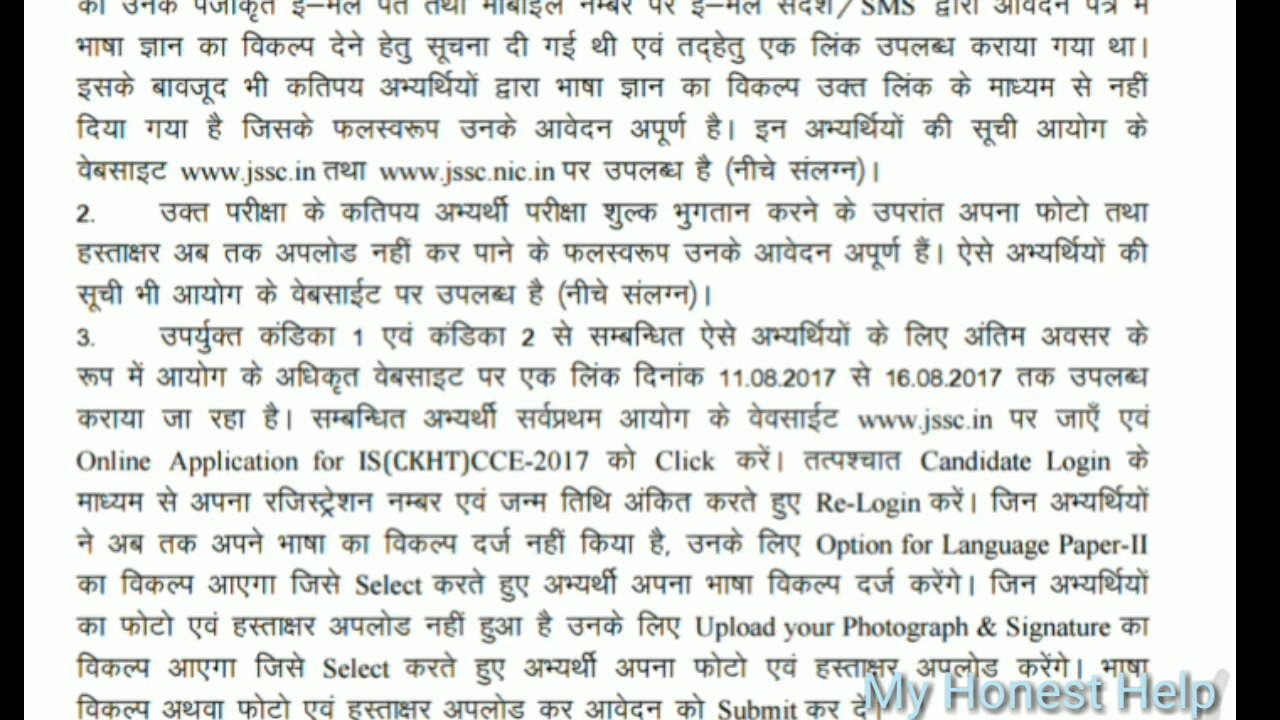 को उनके पंजीकृत ई–मेल पते तथा मोबाइल नम्बर पर ई–मेल संदेश/SMS द्वारा आवेदन पत्र में
भाषा ज्ञान का विकल्प देने हेतु सूचना दी गई थी एवं तद्हेतु एक लिंक उपलब्ध कराया गया था।
इसके बावजूद भी कतिपय अभ्यर्थियों द्वारा भाषा ज्ञान का विकल्प उक्त लिंक के माध्यम से नहीं
दिया गया है जिसके फलस्वरूप उनके आवेदन अपूर्ण है। इन अभ्यर्थियों की सूची आयोग के
वेबसाइट www.jssc.in तथा www.jssc.nic.in पर उपलब्ध है (नीचे संलग्न)।
2. उक्त परीक्षा के कतिपय अभ्यर्थी परीक्षा शुल्क भुगतान करने के उपरांत अपना फोटो तथा
हस्ताक्षर अब तक अपलोड नहीं कर पाने के फलस्वरूप उनके आवेदन अपूर्ण हैं। ऐसे अभ्यर्थियों की
सूची भी आयोग के वेबसाईट पर उपलब्ध है (नीचे संलग्न)।
3. उपर्युक्त कंडिका 1 एवं कंडिका 2 से सम्बन्धित ऐसे अभ्यर्थियों के लिए अंतिम अवसर के
रूप में आयोग के अधिकृत वेबसाइट पर एक लिंक दिनांक 11.08.2017 से 16.08.2017 तक उपलब्ध
कराया जा रहा है। सम्बन्धित अभ्यर्थी सर्वप्रथम आयोग के वेवसाईट www.jssc.in पर जाएँ एवं
Online Application for IS(CKHT)CCE-2017 को Click करें। तत्पश्चात Candidate Login के
माध्यम से अपना रजिस्ट्रेशन नम्बर एवं जन्म तिथि अंकित करते हुए Re-Login करें। जिन अभ्यर्थियों
ने अब तक अपने भाषा का विकल्प दर्ज नहीं किया है, उनके लिए Option for Language Paper-II
का विकल्प आएगा जिसे Select करते हुए अभ्यर्थी अपना भाषा विकल्प दर्ज करेंगे। जिन अभ्यर्थियों
का फोटो एवं हस्ताक्षर अपलोड नहीं हुआ है उनके लिए Upload your Photograph & Signature का
विकल्प आएगा जिसे Select करते हुए अभ्यर्थी अपना फोटो एवं हस्ताक्षर अपलोड करेंगे। भाषा
विकल्प अथवा फोटो एवं हस्ताक्षर अपलोड कर आवेदन को Submit कर दें।
My Honest Help